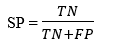 SP = TN / TN+FP